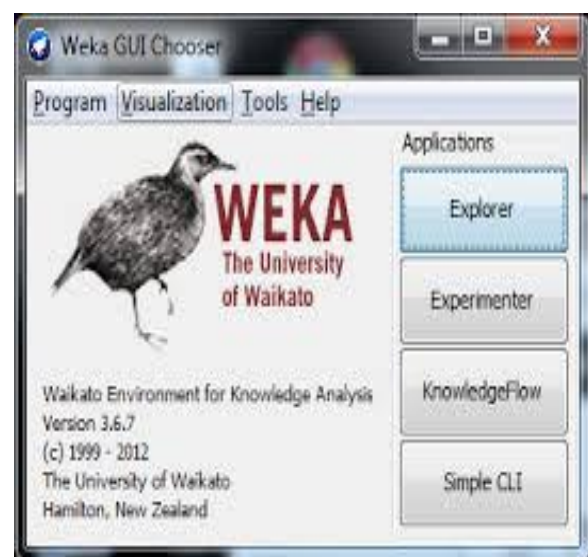 Weka GUI Chooser
Program Visualization Tools Help
Applications
WEKA
The University
of Waikato
Explorer
Experimenter
KnowledgeFlow
Simple CLI
Waikato Environment for Knowledge Analysis
Version 3.6.7
(c) 1999 - 2012
The University of Waikato
Hamilton, New Zealand